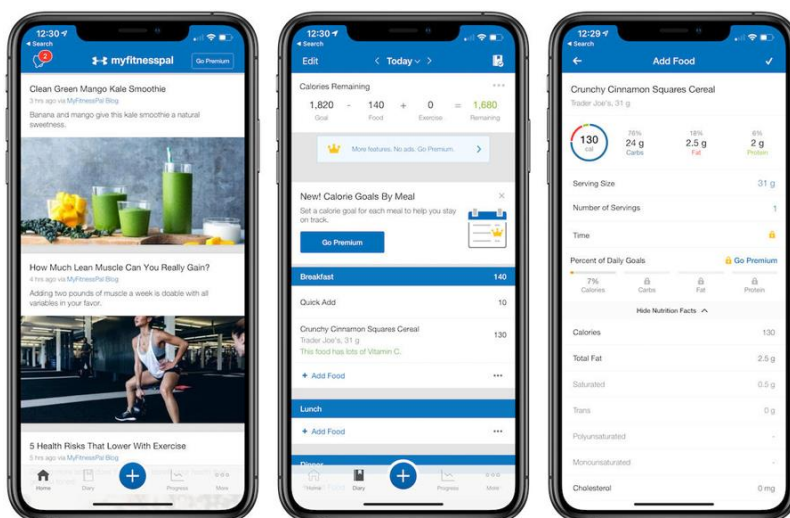 12:30
Search
2
myfitnesspal
Go Premium
Clean Green Mango Kale Smoothie
3 hrs ago via MyFitnessPal Blog
Banana and mango give this kale smoothie a natural
sweetness.
How Much Lean Muscle Can You Really Gain?
4 hrs ago via MyFitnessPal Blog
Adding two pounds of muscle a week is doable with all
variables in your favor.
5 Health Risks That Lower With Exercise
5 hrs ago via MyFitnessPal Blog
Home
Diary
Progress
More
12:30
Search
Edit
Today
Calories Remaining
1,820 - 140 + 0 = 1,680
Goal Food Exercise Remaining
More features. No ads. Go Premium.
New! Calorie Goals By Meal
Set a calorie goal for each meal to help you stay
on track.
Go Premium
Breakfast 140
Quick Add 10
Crunchy Cinnamon Squares Cereal
Trader Joe's, 31 g
130
This food has lots of Vitamin C.
+ Add Food
Lunch
+ Add Food
Dinner
Home
Diary
Progress
More
12:29
Search
Add Food
Crunchy Cinnamon Squares Cereal
Trader Joe's, 31 g
130
cal
76% 18% 6%
24 g 2.5 g 2 g
Carbs Fat Protein
Serving Size 31 g
Number of Servings 1
Time
Percent of Daily Goals Go Premium
7%
Calories Carbs Fat Protein
Hide Nutrition Facts
Calories 130
Total Fat 2.5 g
Saturated 0.5 g
Trans 0 g
Polyunsaturated -
Monounsaturated -
Cholesterol 0 mg